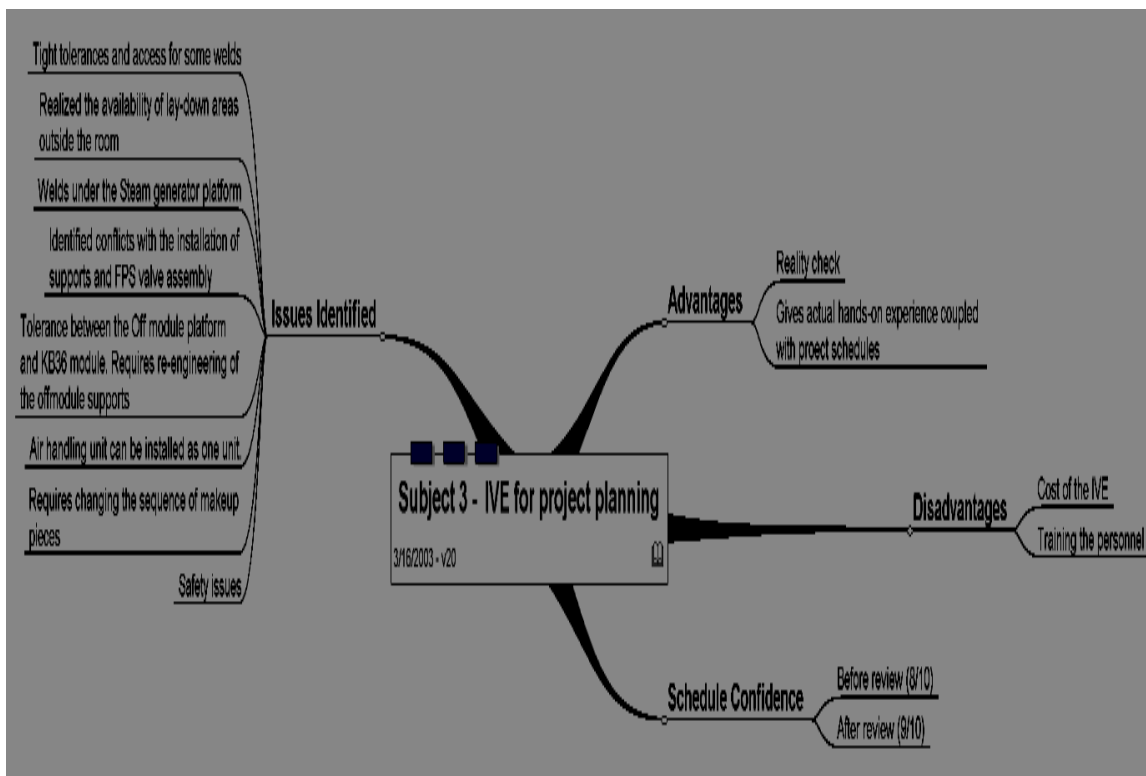 Tight tolerances and access for some welds
Realized the availability of lay-down areas
outside the room
Welds under the Steam generator platform
Identified conflicts with the installation of
supports and FPS valve assembly
Tolerance between the Off module platform
and KB36 module. Requires re-engineering of
the offmodule supports
Air handling unit can be installed as one unit.
Requires changing the sequence of makeup
pieces
Safety issues
Issues Identified
Subject 3 - IVE for project planning
3/16/2003 - v20
Advantages
Reality check
Gives actual hands-on experience coupled
with proect schedules
Disadvantages
Cost of the IVE
Training the personnel
Schedule Confidence
Before review (8/10)
After review (9/10)